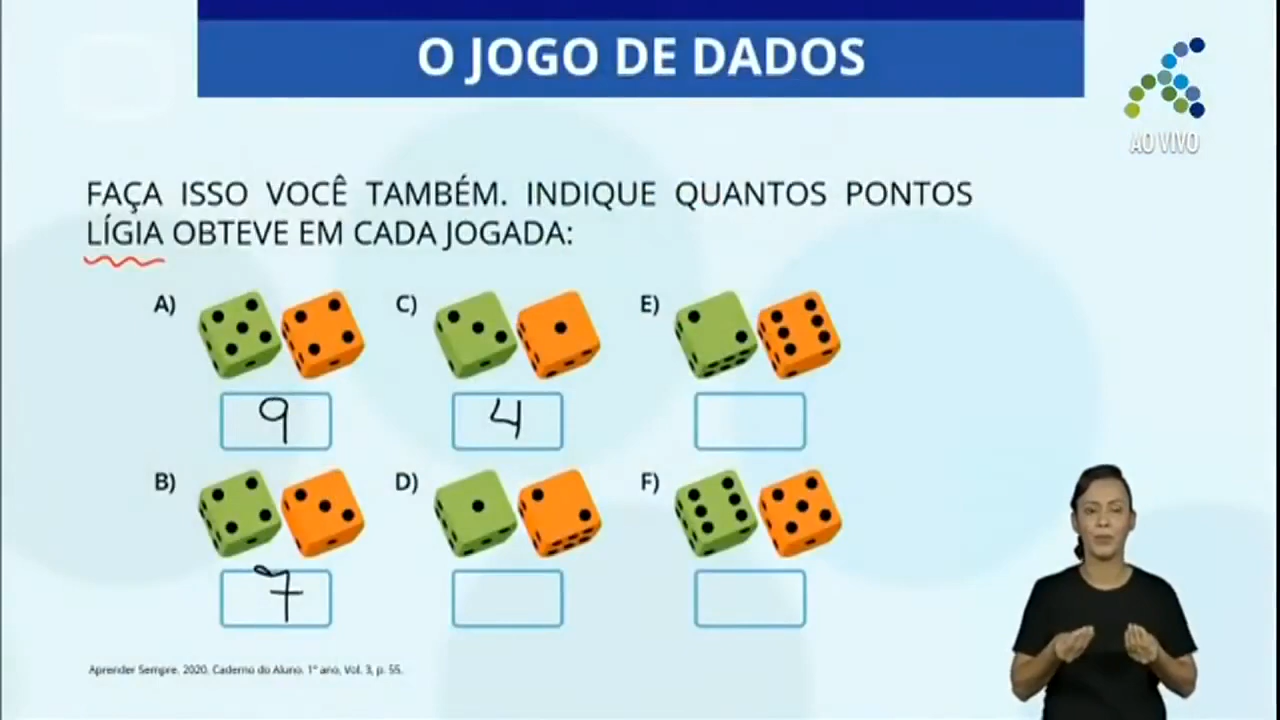 O JOGO DE DADOS
AO VIVO
FAÇA ISSO VOCÊ TAMBÉM. INDIQUE QUANTOS PONTOS
LÍGIA OBTEVE EM CADA JOGADA:
A) C) E)
9 4
B) D) F)
7
Aprender Sempre, 2020. Caderno do Aluno. 1º ano, Vol. 3, p. 55.